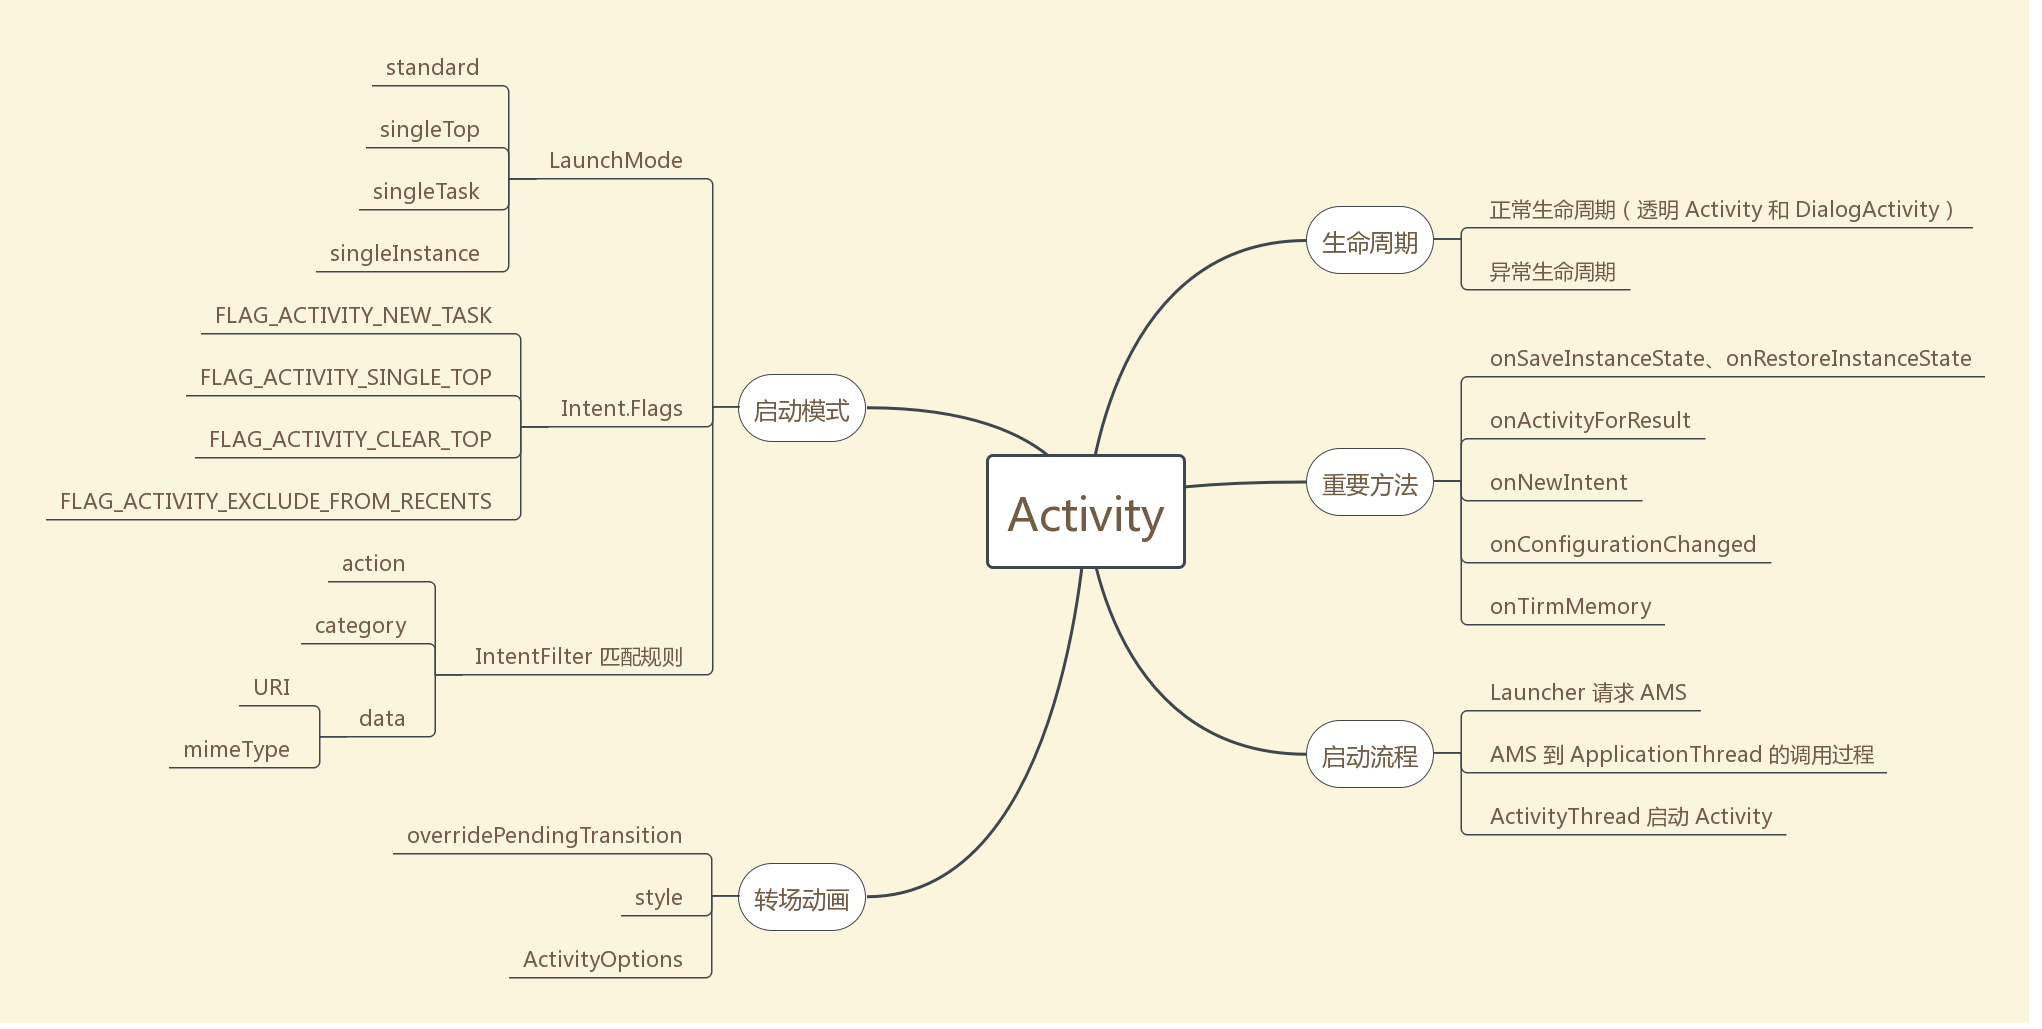 Activity
生命周期
正常生命周期（透明 Activity 和 DialogActivity）
异常生命周期
重要方法
onSaveInstanceState、onRestoreInstanceState
onActivityForResult
onNewIntent
onConfigurationChanged
onTirmMemory
启动流程
Launcher 请求 AMS
AMS 到 ApplicationThread 的调用过程
ActivityThread 启动 Activity
启动模式
LaunchMode
standard
singleTop
singleTask
singleInstance
Intent.Flags
FLAG_ACTIVITY_NEW_TASK
FLAG_ACTIVITY_SINGLE_TOP
FLAG_ACTIVITY_CLEAR_TOP
FLAG_ACTIVITY_EXCLUDE_FROM_RECENTS
IntentFilter 匹配规则
action
category
data
URI
mimeType
转场动画
overridePendingTransition
style
ActivityOptions